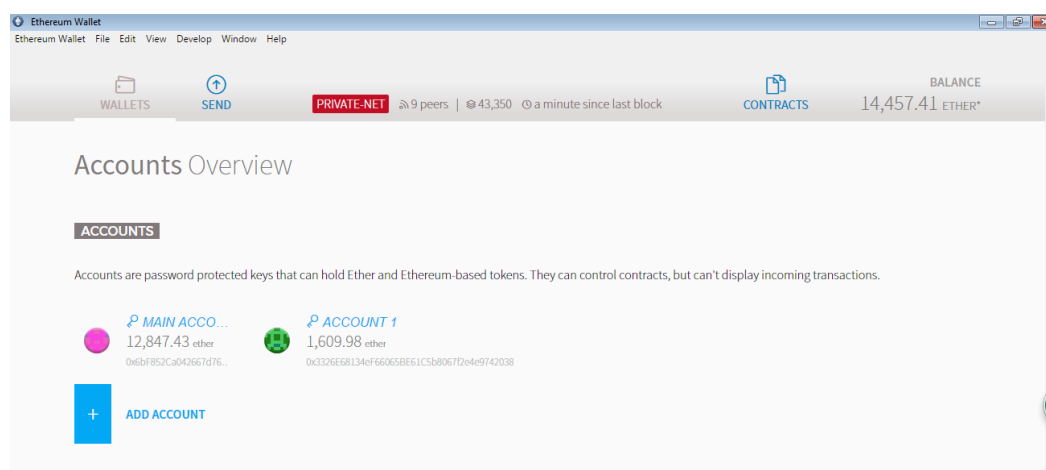 Ethereum Wallet
Ethereum Wallet File Edit View Develop Window Help
WALLETS
SEND
PRIVATE-NET 9 peers | 43,350 a minute since last block
CONTRACTS
BALANCE
14,457.41 ETHER*
Accounts Overview
ACCOUNTS
Accounts are password protected keys that can hold Ether and Ethereum-based tokens. They can control contracts, but can't display incoming transactions.
MAIN ACCO...
12,847.43 ether
0x6bF852Ca042667d76..
ACCOUNT 1
1,609.98 ether
0x3326E68134eF66065BE61C5b8067f2e4e9742038
+ ADD ACCOUNT